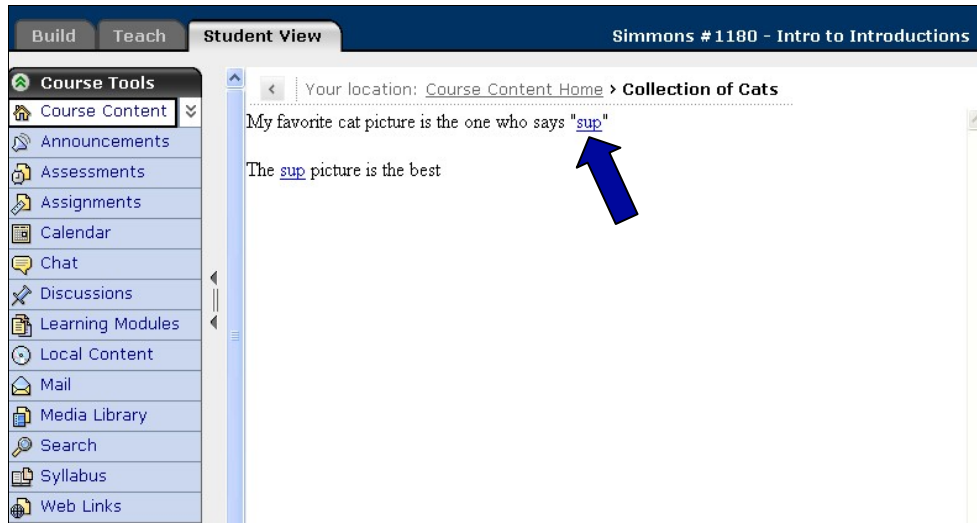 Build Teach Student View Simmons #1180 - Intro to Introductions
Course Tools
Course Content
Announcements
Assessments
Assignments
Calendar
Chat
Discussions
Learning Modules
Local Content
Mail
Media Library
Search
Syllabus
Web Links
Your location: Course Content Home > Collection of Cats
My favorite cat picture is the one who says "sup"
The sup picture is the best